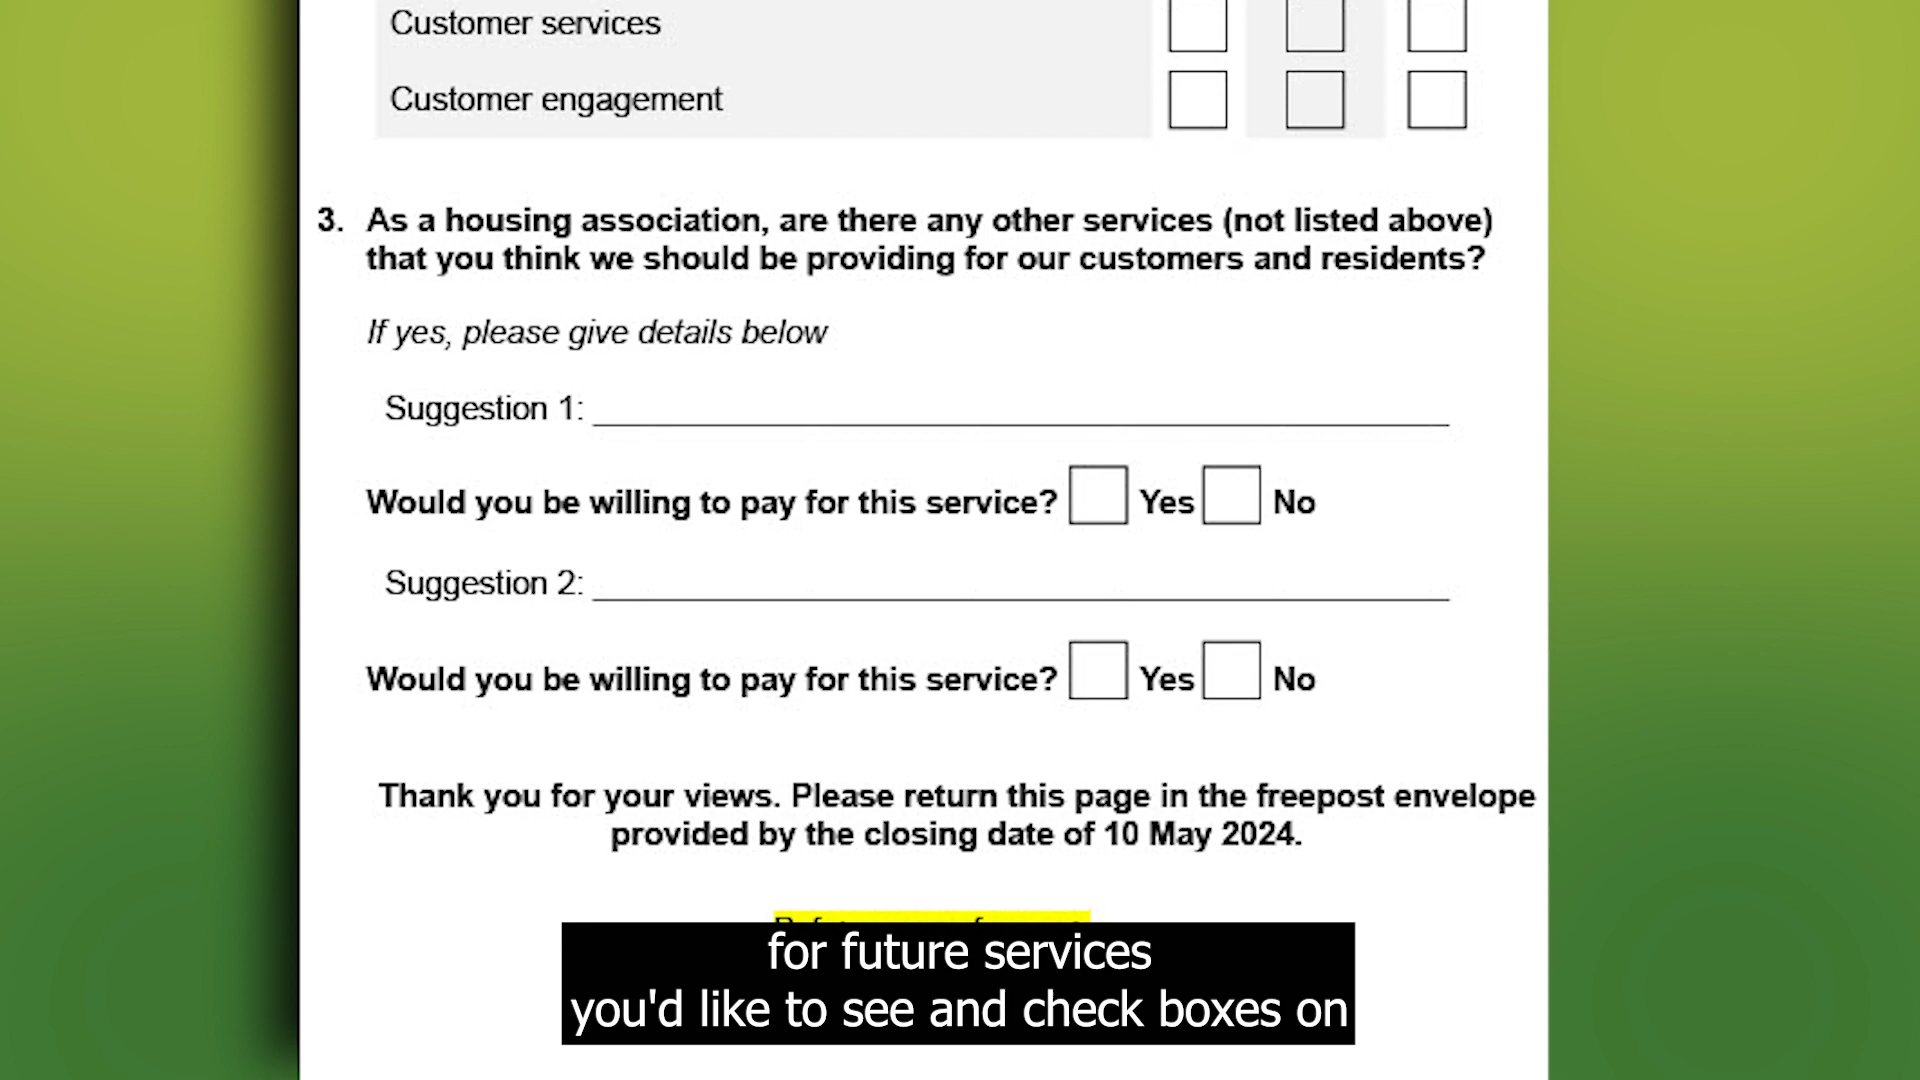 Customer services
Customer engagement
3. As a housing association, are there any other services (not listed above)
that you think we should be providing for our customers and residents?
If yes, please give details below
Suggestion 1:
Would you be willing to pay for this service? Yes No
Suggestion 2:
Would you be willing to pay for this service? Yes No
Thank you for your views. Please return this page in the freepost envelope
provided by the closing date of 10 May 2024.
for future services
you'd like to see and check boxes on